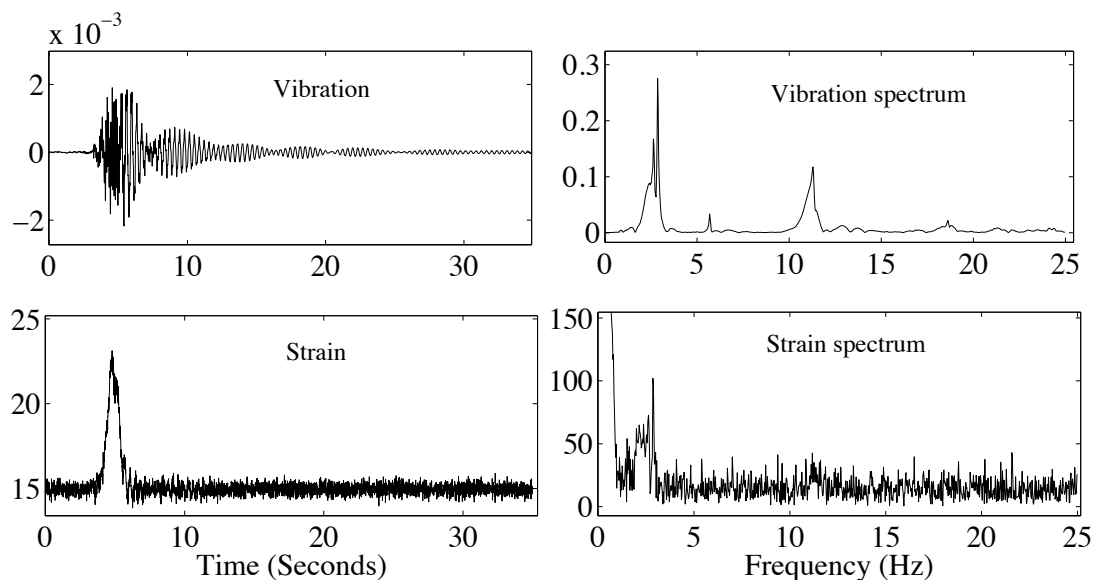 x 10⁻³
2
0
−2
Vibration
0 10 20 30
0.3
0.2
0.1
0
Vibration spectrum
0 5 10 15 20 25
25
20
15
Strain
0 10 20 30
Time (Seconds)
150
100
50
0
Strain spectrum
0 5 10 15 20 25
Frequency (Hz)